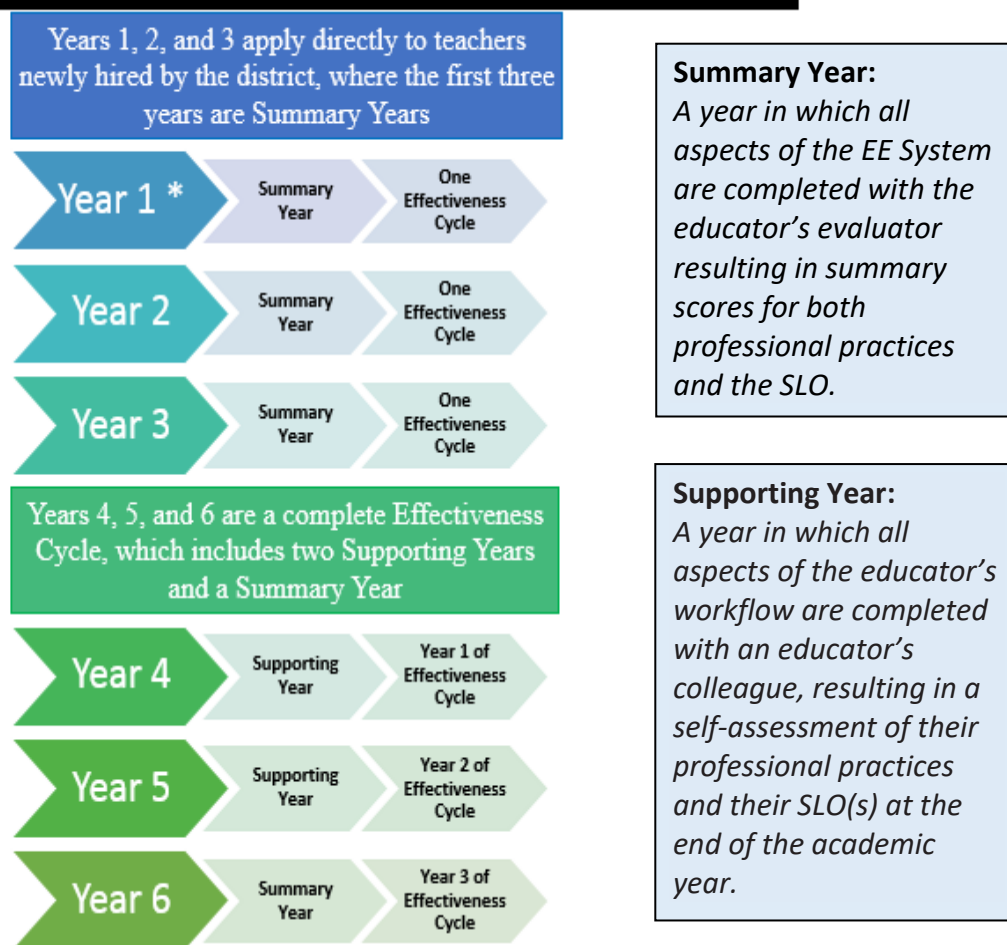 Years 1, 2, and 3 apply directly to teachers
newly hired by the district, where the first three
years are Summary Years
Year 1 *
Summary
Year
One
Effectiveness
Cycle
Year 2
Summary
Year
One
Effectiveness
Cycle
Year 3
Summary
Year
One
Effectiveness
Cycle
Years 4, 5, and 6 are a complete Effectiveness
Cycle, which includes two Supporting Years
and a Summary Year
Year 4
Supporting
Year
Year 1 of
Effectiveness
Cycle
Year 5
Supporting
Year
Year 2 of
Effectiveness
Cycle
Year 6
Summary
Year
Year 3 of
Effectiveness
Cycle
Summary Year:
A year in which all
aspects of the EE System
are completed with the
educator's evaluator
resulting in summary
scores for both
professional practices
and the SLO.
Supporting Year:
A year in which all
aspects of the educator's
workflow are completed
with an educator's
colleague, resulting in a
self-assessment of their
professional practices
and their SLO(s) at the
end of the academic
year.